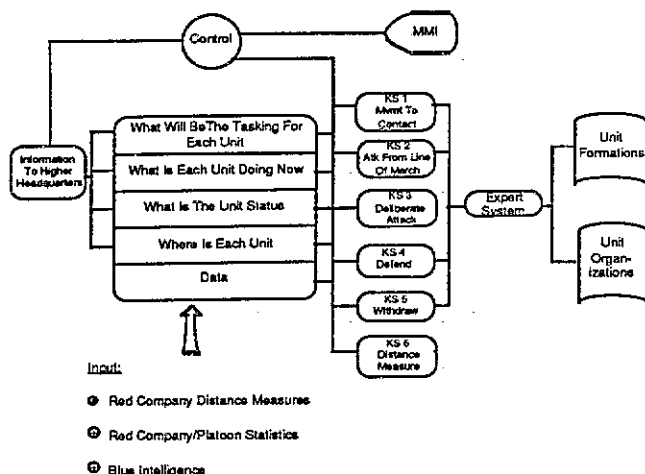 Control
MMI
What Will BeThe Tasking For
Each Unit
What Is Each Unit Doing Now
What Is The Unit Status
Where Is Each Unit
Data
Information
To Higher
Headquarters
KS 1
Mvmt To
Contact
KS 2
Atk From Line
Of March
KS 3
Deliberate
Attack
KS 4
Defend
KS 5
Withdraw
KS 6
Distance
Measure
Expert
System
Unit
Formations
Unit
Organ-
izations
Input:
Red Company Distance Measures
Red Company/Platoon Statistics
Blue Intelligence